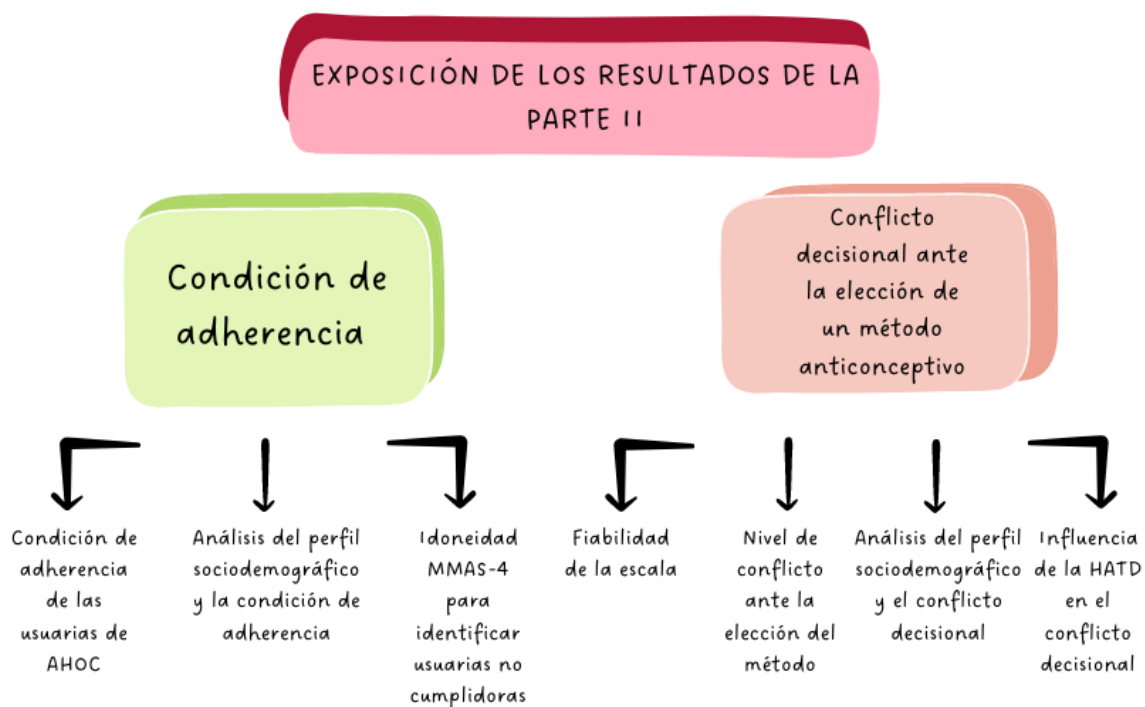 EXPOSICIÓN DE LOS RESULTADOS DE LA
PARTE II
Condición de
adherencia
Conflicto
decisional ante
la elección de
un método
anticonceptivo
Condición de
adherencia
de las
usuarias de
AHOC
Análisis del perfil
sociodemográfico
y la condición de
adherencia
Idoneidad
MMAS-4
para
identificar
usuarias no
cumplidoras
Fiabilidad
de la escala
Nivel de
conflicto
ante la
elección del
método
Análisis del perfil
sociodemográfico
y el conflicto
decisional
Influencia
de la HATD
en el
conflicto
decisional